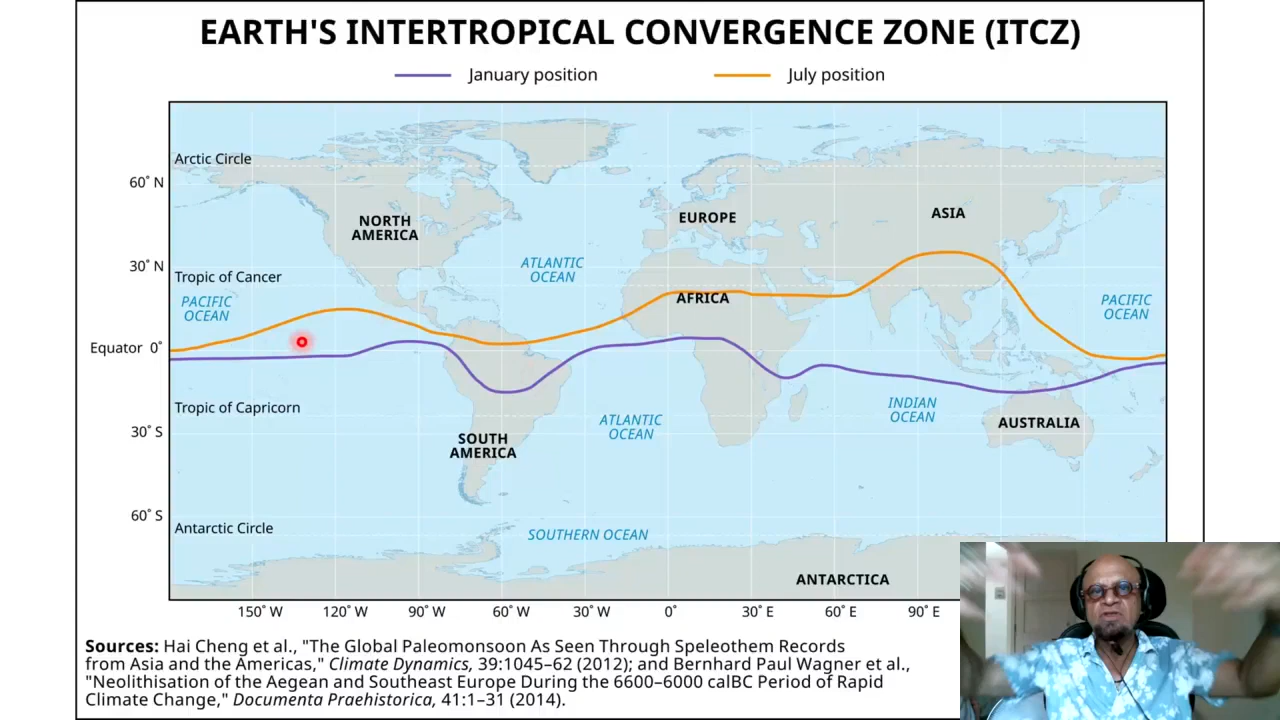 EARTH'S INTERTROPICAL CONVERGENCE ZONE (ITCZ)
January position
July position
Arctic Circle
60° N
NORTH
AMERICA
EUROPE
ASIA
ATLANTIC
OCEAN
30° N
Tropic of Cancer
PACIFIC
OCEAN
AFRICA
PACIFIC
OCEAN
Equator 0°
Tropic of Capricorn
INDIAN
OCEAN
ATLANTIC
OCEAN
AUSTRALIA
30° S
SOUTH
AMERICA
60° S
Antarctic Circle
SOUTHERN OCEAN
ANTARCTICA
150° W
120° W
90° W
60° W
30° W
0°
30° E
60° E
90° E
Sources: Hai Cheng et al., "The Global Paleomonsoon As Seen Through Speleothem Records
from Asia and the Americas," Climate Dynamics, 39:1045–62 (2012); and Bernhard Paul Wagner et al.,
"Neolithisation of the Aegean and Southeast Europe During the 6600–6000 calBC Period of Rapid
Climate Change," Documenta Praehistorica, 41:1–31 (2014).